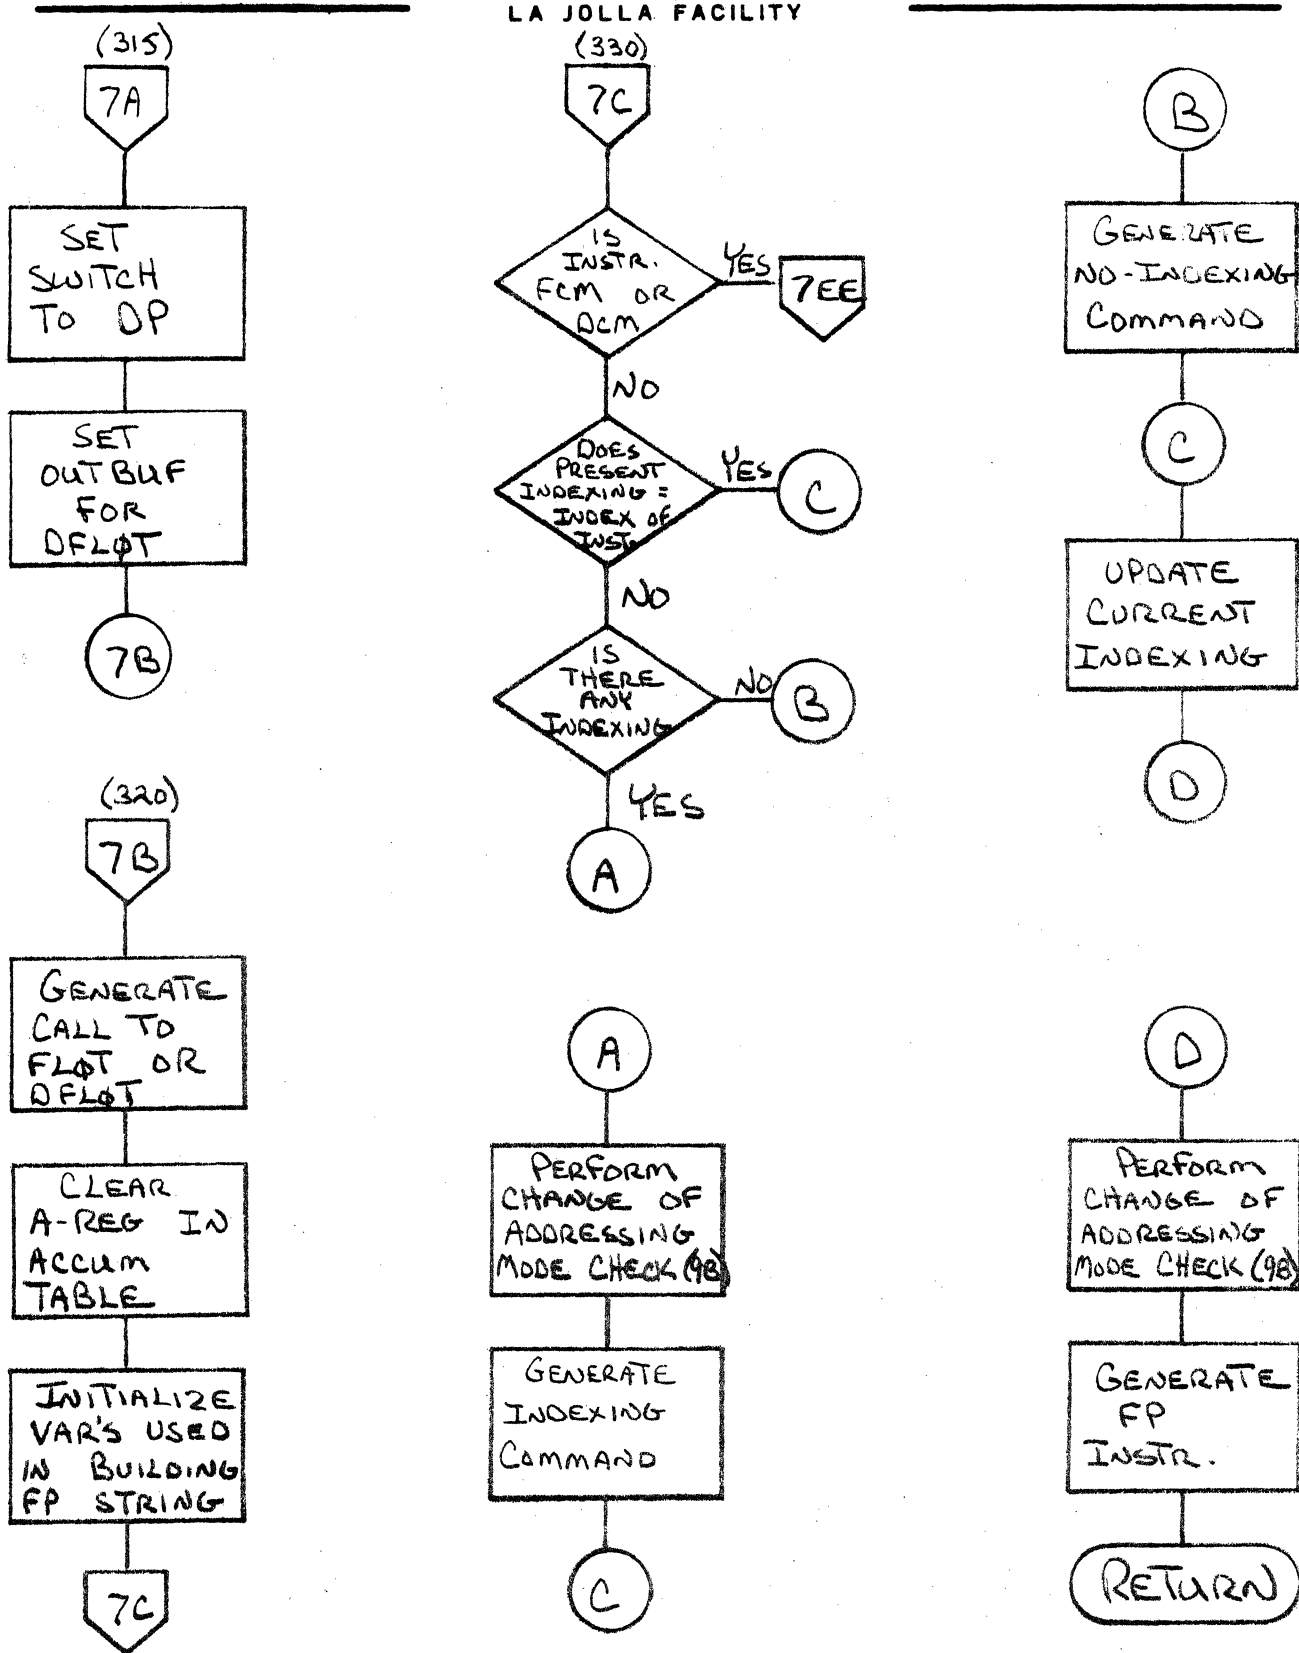 LA JOLLA FACILITY
(315)
7A
SET
SWITCH
TO DP
SET
OUTBUF
FOR
DFLØT
7B
(320)
7B
GENERATE
CALL TO
FLØT OR
DFLØT
CLEAR
A-REG IN
ACCUM
TABLE
INITIALIZE
VAR'S USED
IN BUILDING
FP STRING
7C
(330)
7C
IS
INSTR.
FCM OR
DCM
YES
7EE
NO
DOES
PRESENT
INDEXING =
INDEX OF
INST.
YES
C
NO
IS
THERE
ANY
INDEXING
NO
B
YES
A
A
PERFORM
CHANGE OF
ADDRESSING
MODE CHECK (9B)
GENERATE
INDEXING
COMMAND
C
B
GENERATE
NO-INDEXING
COMMAND
C
UPDATE
CURRENT
INDEXING
D
D
PERFORM
CHANGE OF
ADDRESSING
MODE CHECK (9B)
GENERATE
FP
INSTR.
RETURN